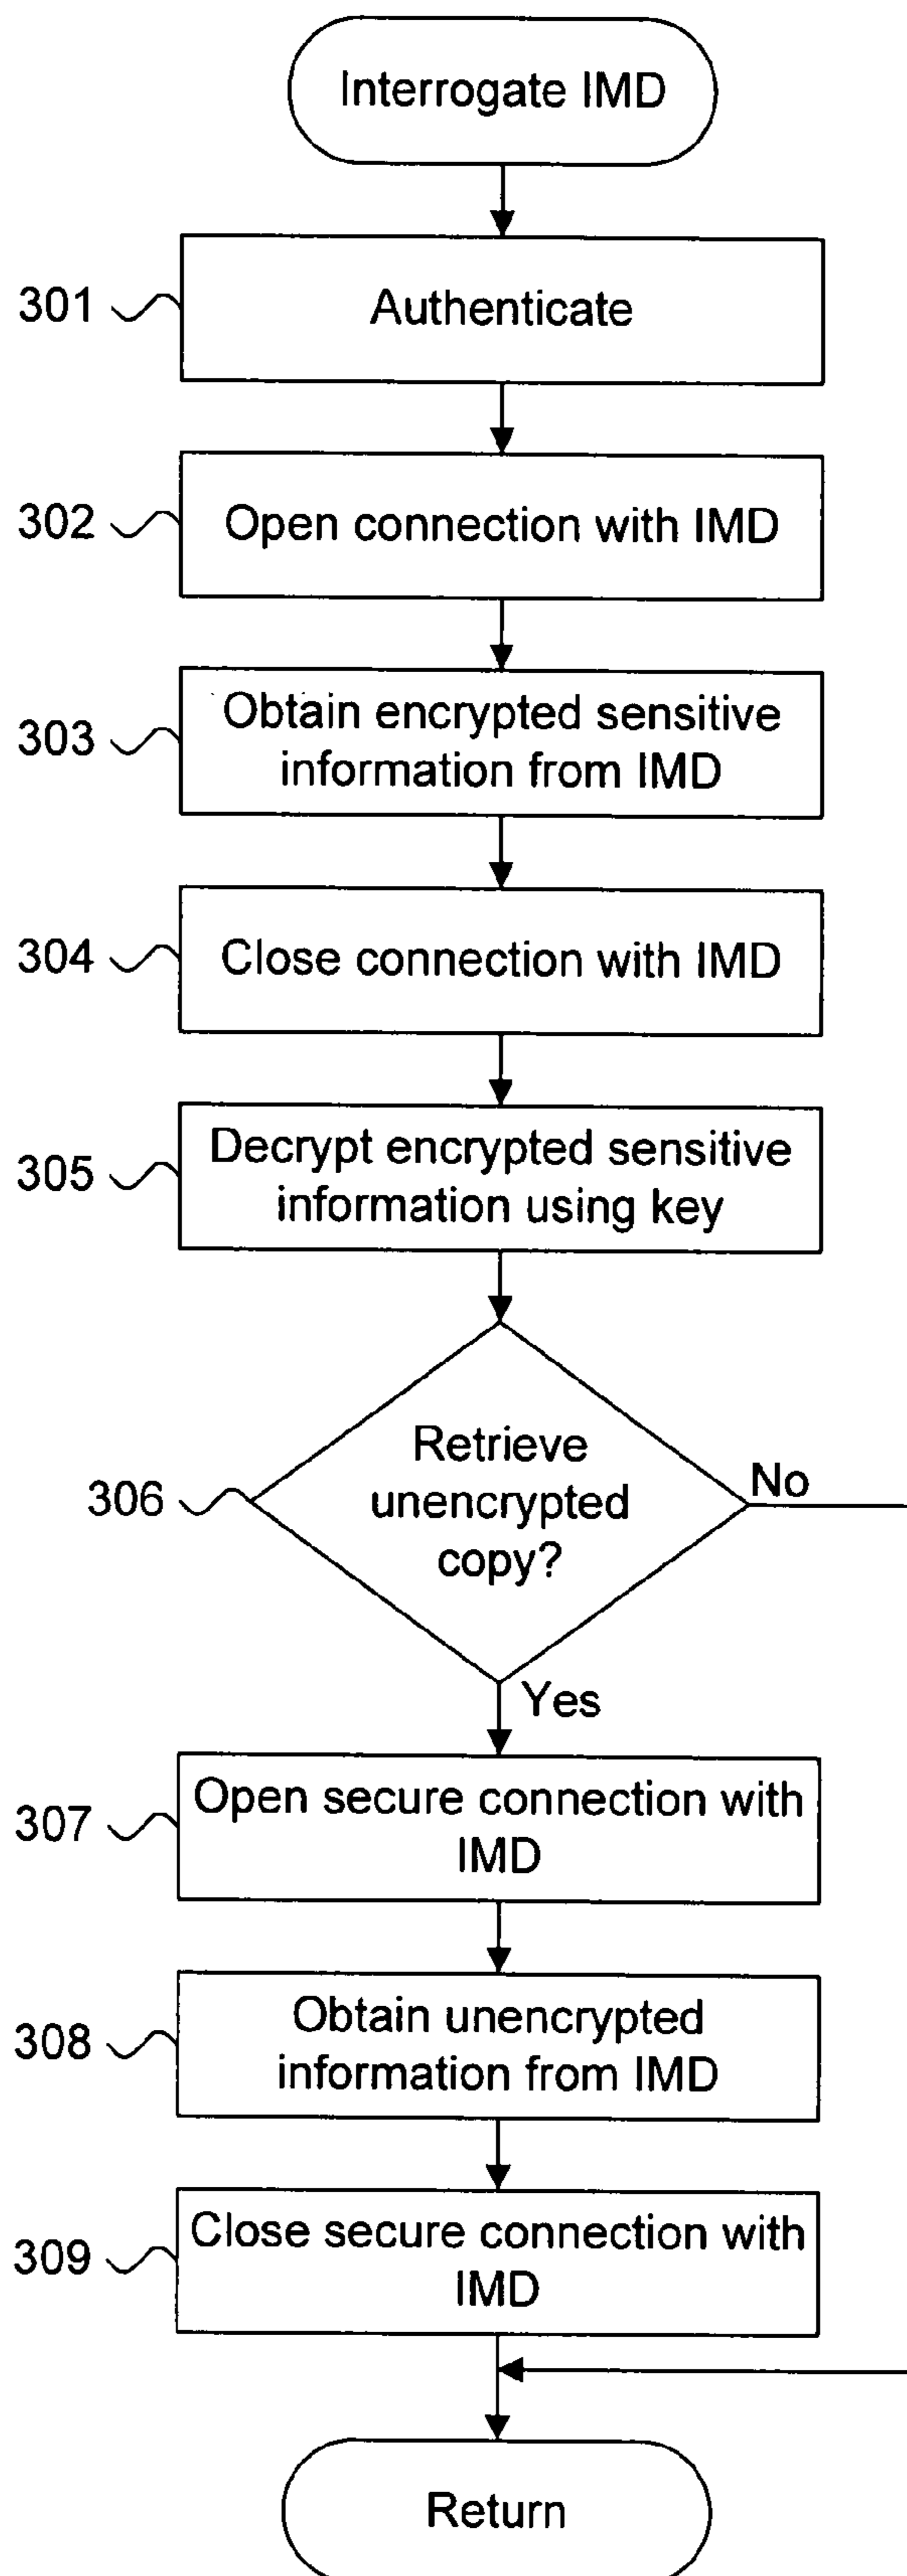 Interrogate IMD
301
Authenticate
302
Open connection with IMD
303
Obtain encrypted sensitive
information from IMD
304
Close connection with IMD
305
Decrypt encrypted sensitive
information using key
306
Retrieve
unencrypted
copy?
No
Yes
307
Open secure connection with
IMD
308
Obtain unencrypted
information from IMD
309
Close secure connection with
IMD
Return